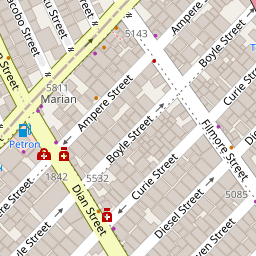 5143
Ampere Street
Boyle Street
Curie Street
5811
Marian
Ampere Street
Petron
Boyle Street
Filmore Street
Curie Street
5532
1842
Dian Street
Diesel Street
5085